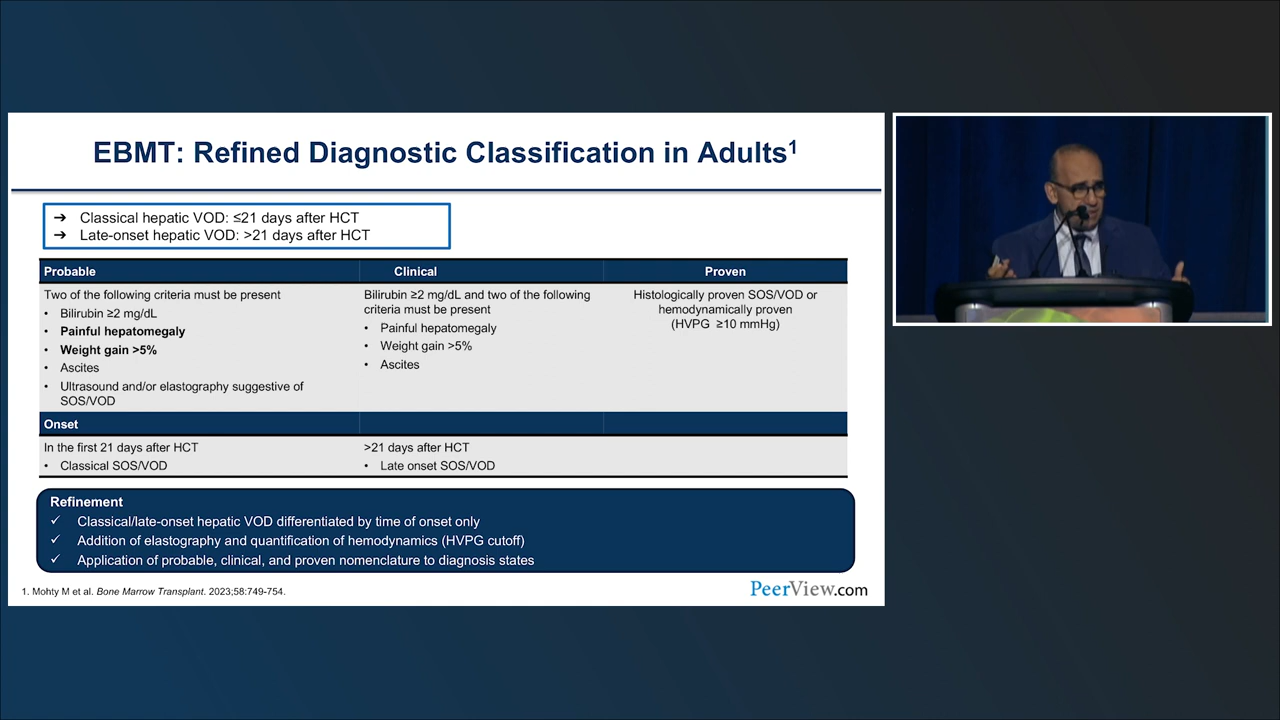 EBMT: Refined Diagnostic Classification in Adults¹
➔ Classical hepatic VOD: ≤21 days after HCT
➔ Late-onset hepatic VOD: >21 days after HCT
Probable
Two of the following criteria must be present
• Bilirubin ≥2 mg/dL
• Painful hepatomegaly
• Weight gain >5%
• Ascites
• Ultrasound and/or elastography suggestive of
SOS/VOD
Clinical
Bilirubin ≥2 mg/dL and two of the following
criteria must be present
• Painful hepatomegaly
• Weight gain >5%
• Ascites
Proven
Histologically proven SOS/VOD or
hemodynamically proven
(HVPG ≥10 mmHg)
Onset
In the first 21 days after HCT
• Classical SOS/VOD
>21 days after HCT
• Late onset SOS/VOD
Refinement
✓ Classical/late-onset hepatic VOD differentiated by time of onset only
✓ Addition of elastography and quantification of hemodynamics (HVPG cutoff)
✓ Application of probable, clinical, and proven nomenclature to diagnosis states
1. Mohty M et al. Bone Marrow Transplant. 2023;58:749-754.
PeerView.com